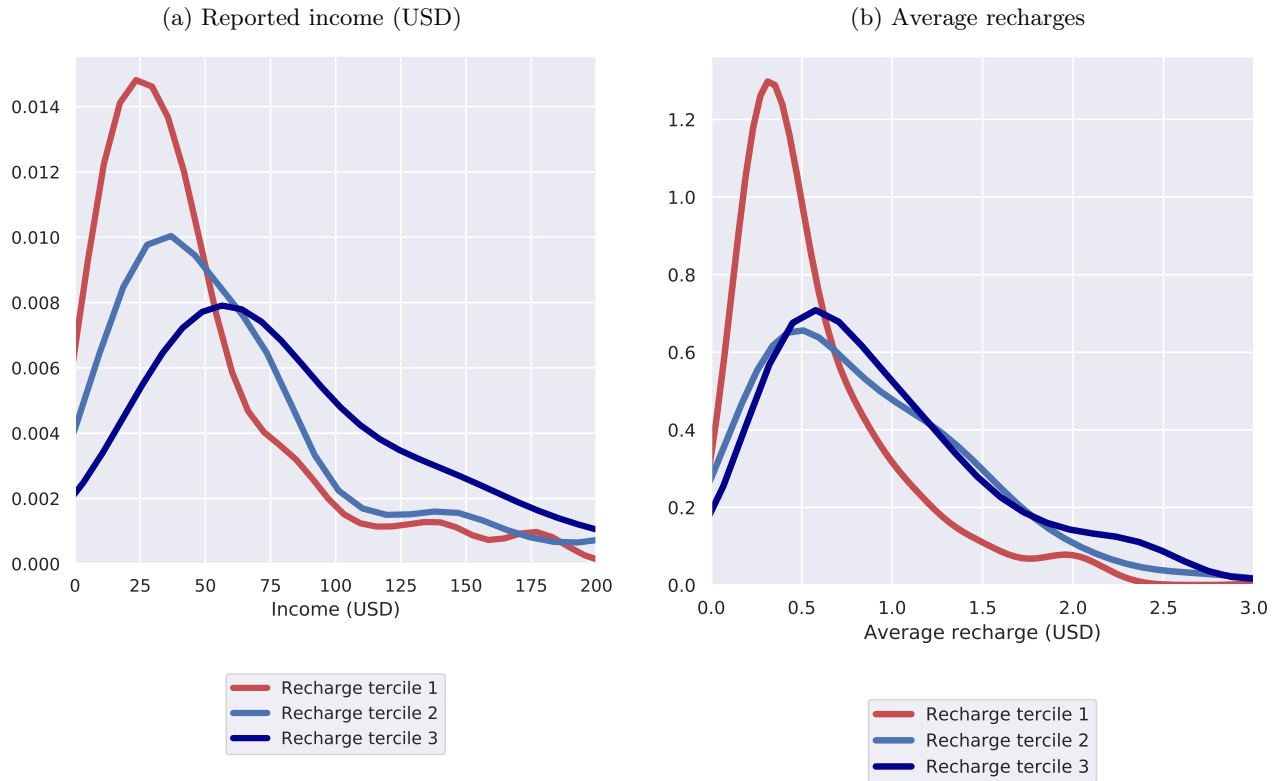 (a) Reported income (USD)
0.014
0.012
0.010
0.008
0.006
0.004
0.002
0.000
0 25 50 75 100 125 150 175 200
Income (USD)
Recharge tercile 1
Recharge tercile 2
Recharge tercile 3
(b) Average recharges
1.2
1.0
0.8
0.6
0.4
0.2
0.0
0.0 0.5 1.0 1.5 2.0 2.5 3.0
Average recharge (USD)
Recharge tercile 1
Recharge tercile 2
Recharge tercile 3